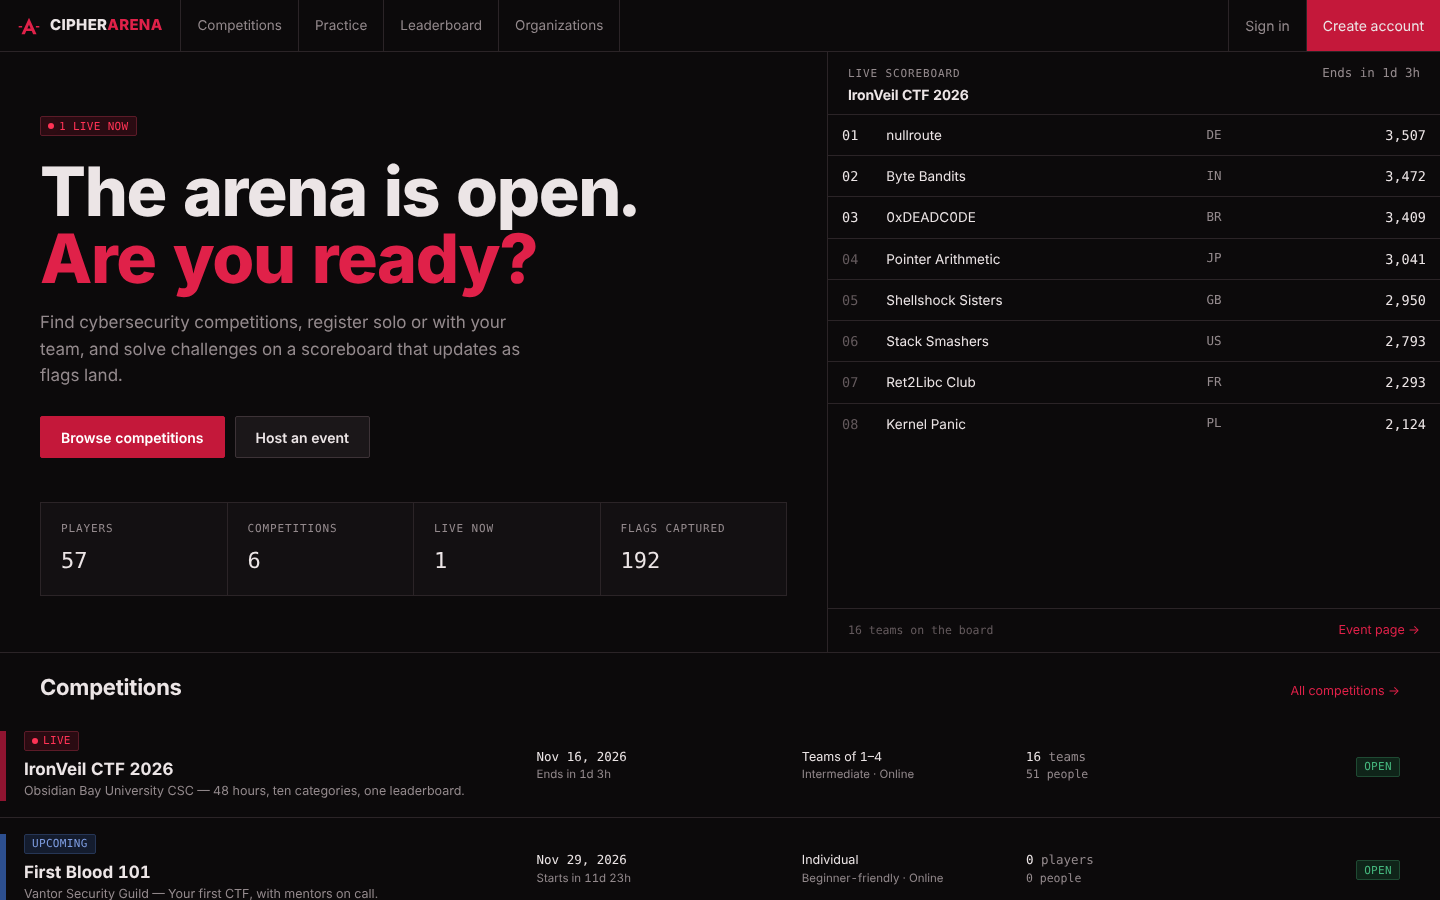 CIPHERARENA
Competitions
Practice
Leaderboard
Organizations
Sign in
Create account
1 LIVE NOW
The arena is open.
Are you ready?
Find cybersecurity competitions, register solo or with your
team, and solve challenges on a scoreboard that updates as
flags land.
Browse competitions
Host an event
PLAYERS
57
COMPETITIONS
6
LIVE NOW
1
FLAGS CAPTURED
192
LIVE SCOREBOARD
Ends in 1d 3h
IronVeil CTF 2026
01 nullroute DE 3,507
02 Byte Bandits IN 3,472
03 0xDEADC0DE BR 3,409
04 Pointer Arithmetic JP 3,041
05 Shellshock Sisters GB 2,950
06 Stack Smashers US 2,793
07 Ret2Libc Club FR 2,293
08 Kernel Panic PL 2,124
16 teams on the board
Event page →
Competitions
All competitions →
LIVE
IronVeil CTF 2026
Obsidian Bay University CSC — 48 hours, ten categories, one leaderboard.
Nov 16, 2026
Ends in 1d 3h
Teams of 1–4
Intermediate · Online
16 teams
51 people
OPEN
UPCOMING
First Blood 101
Vantor Security Guild — Your first CTF, with mentors on call.
Nov 29, 2026
Starts in 11d 23h
Individual
Beginner-friendly · Online
0 players
0 people
OPEN